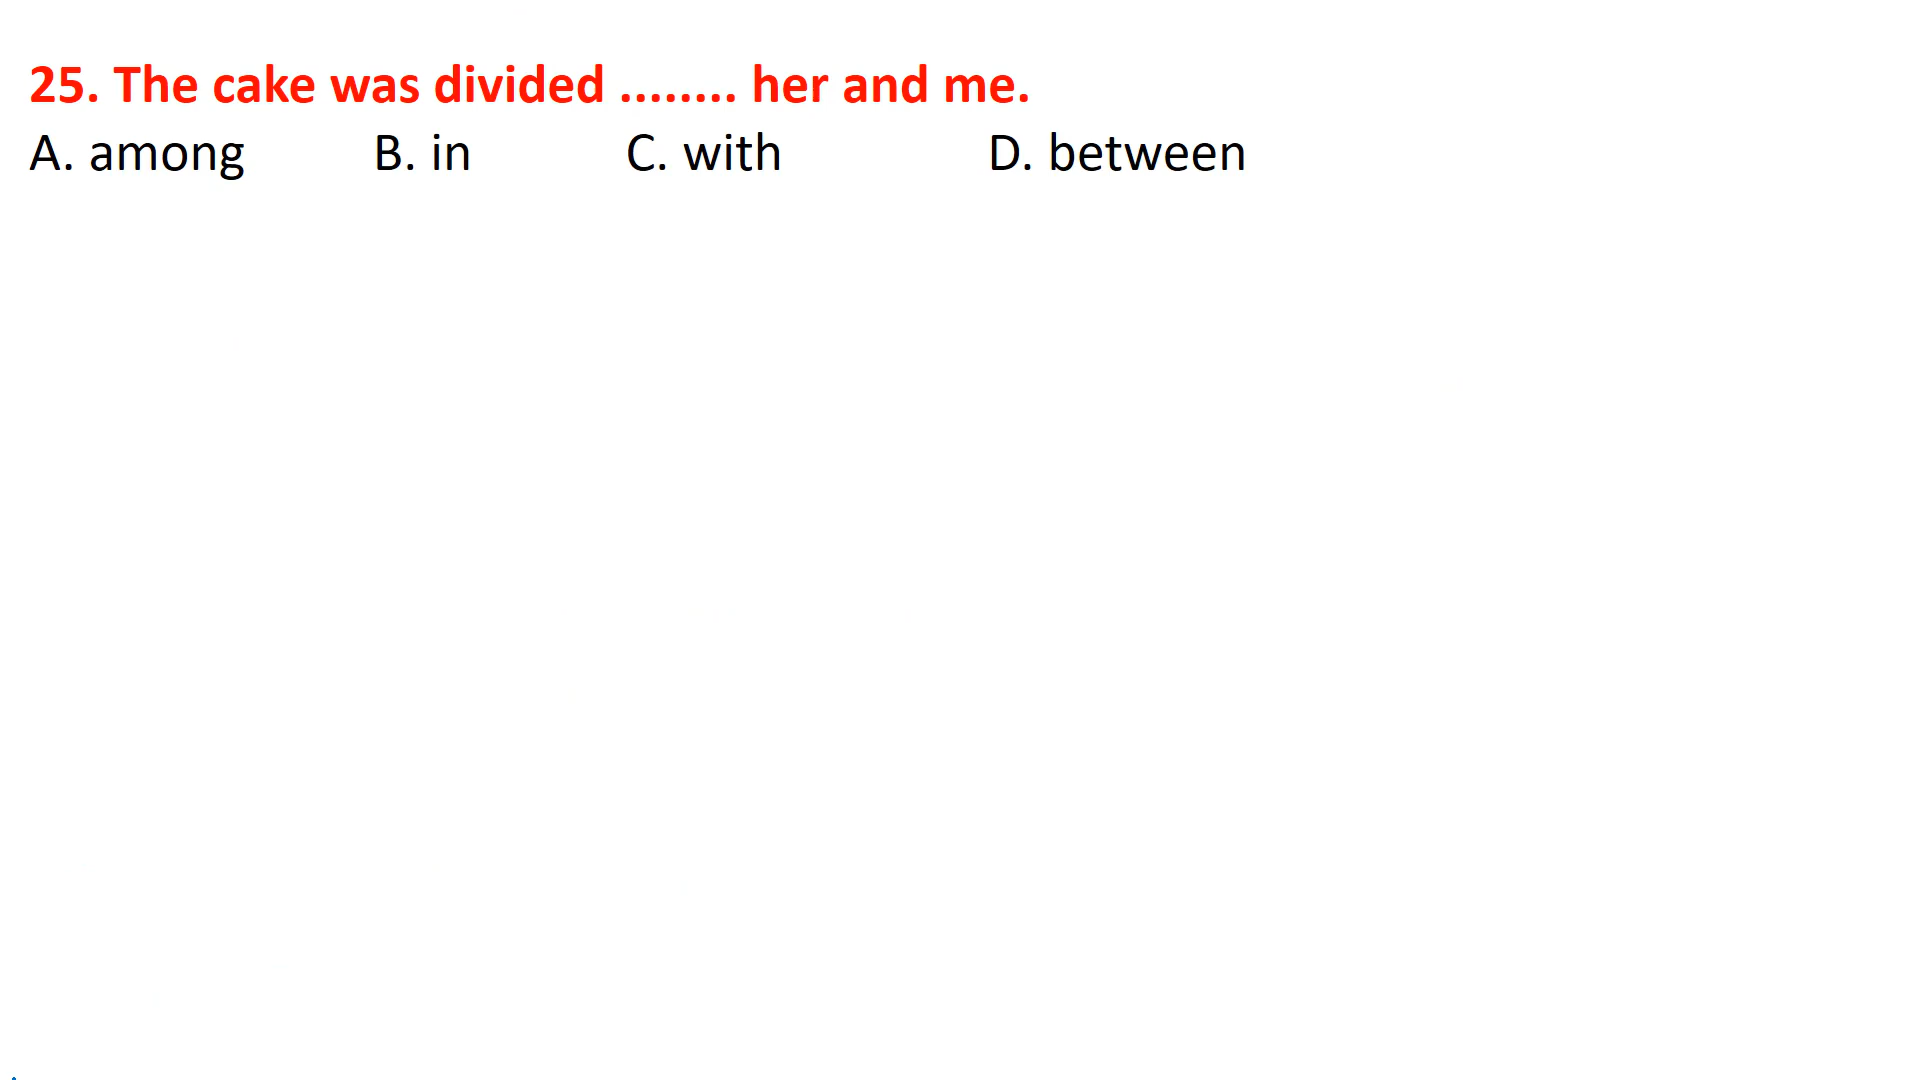 25. The cake was divided ........ her and me.
A. among B. in C. with D. between